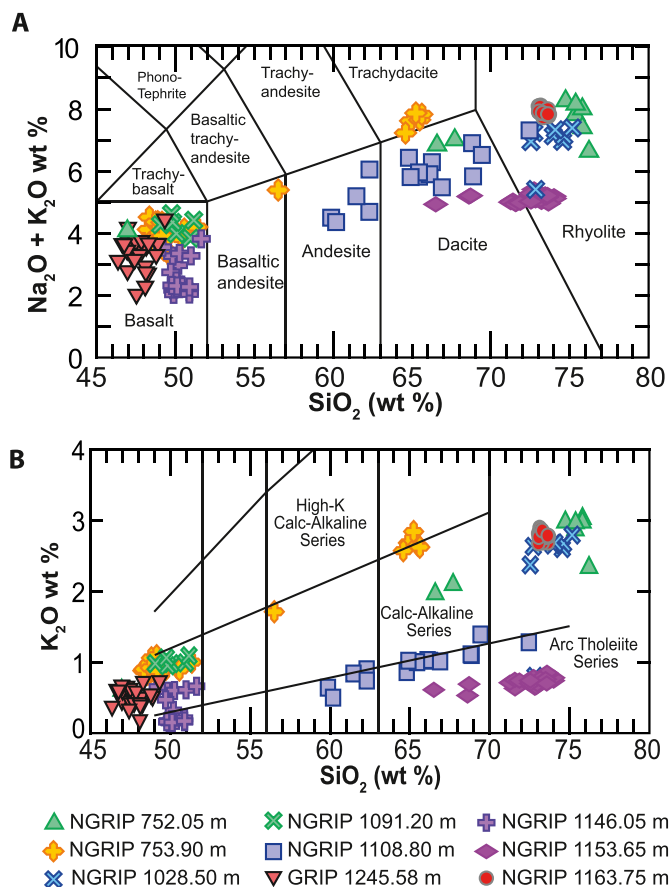 A
10
8
6
4
2
0
Na2O + K2O wt %
Phono-
Tephrite
Trachy-
andesite
Trachydacite
Basaltic
trachy-
andesite
Trachy-
basalt
Basalt
Basaltic
andesite
Andesite
Dacite
Rhyolite
45 50 55 60 65 70 75 80
SiO2 (wt %)
B
4
3
2
1
0
K2O wt %
High-K
Calc-Alkaline
Series
Calc-Alkaline
Series
Arc Tholeiite
Series
45 50 55 60 65 70 75 80
SiO2 (wt %)
NGRIP 752.05 m NGRIP 1091.20 m NGRIP 1146.05 m
NGRIP 753.90 m NGRIP 1108.80 m NGRIP 1153.65 m
NGRIP 1028.50 m GRIP 1245.58 m NGRIP 1163.75 m